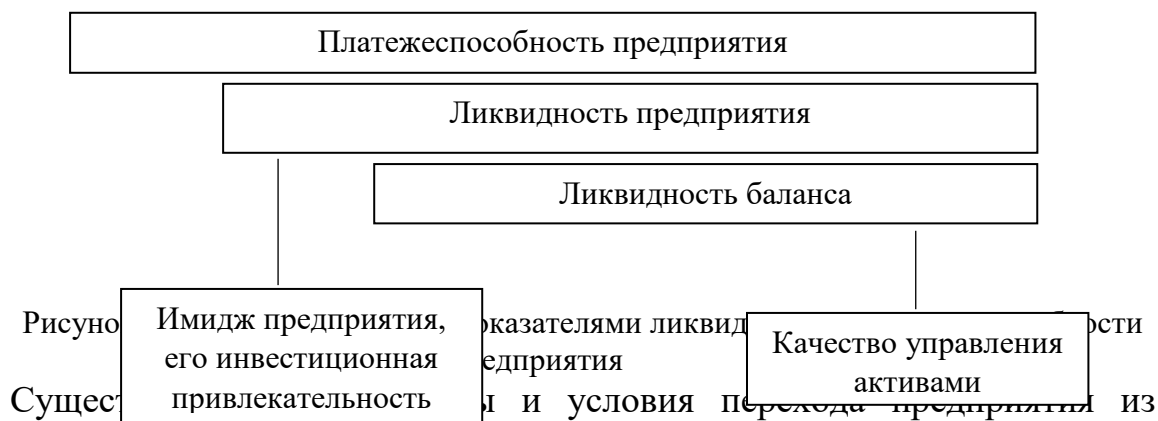 Платежеспособность предприятия
Ликвидность предприятия
Ликвидность баланса
Имидж предприятия,
его инвестиционная
привлекательность
Качество управления
активами
Рисуно оказателями ликвид ости
едприятия
Сущест ы и условия перехода предприятия из